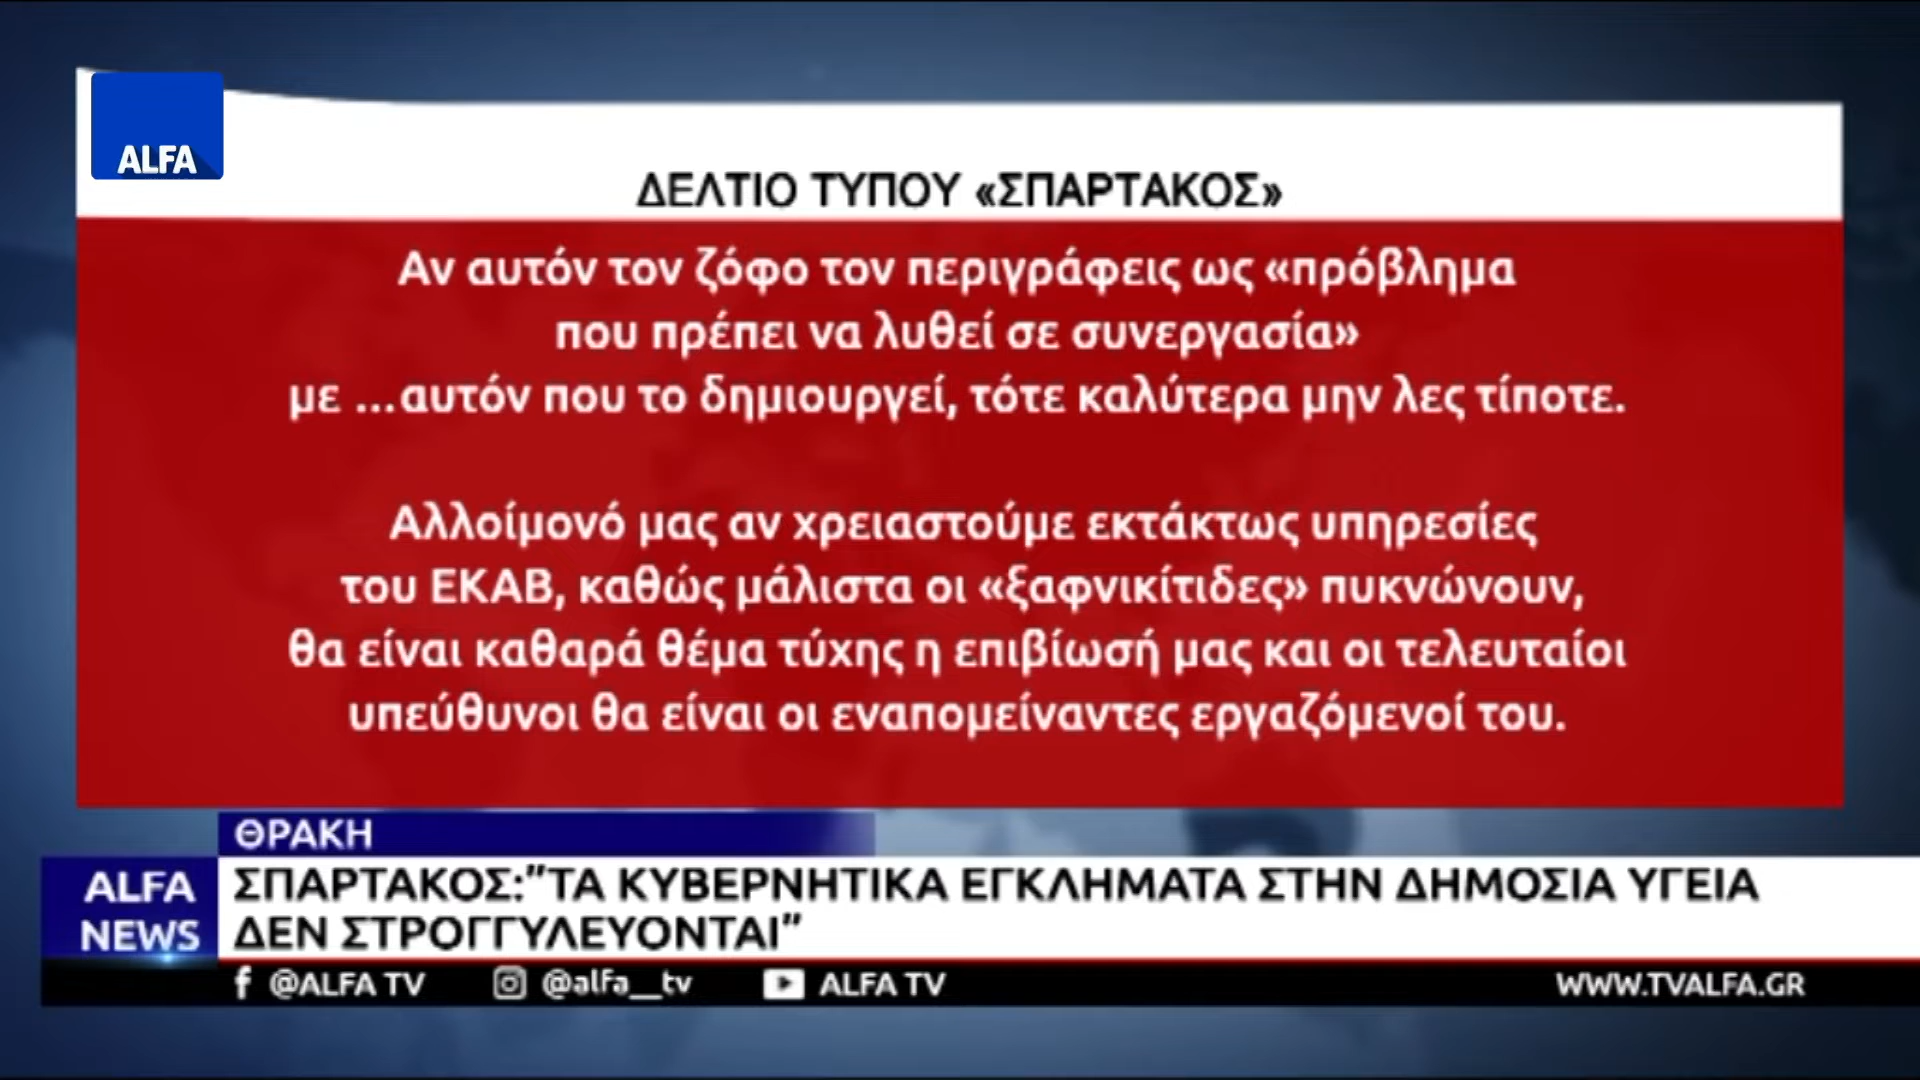 ALFA
ΔΕΛΤΙΟ ΤΥΠΟΥ «ΣΠΑΡΤΑΚΟΣ»
Αν αυτόν τον ζόφο τον περιγράφεις ως «πρόβλημα
που πρέπει να λυθεί σε συνεργασία»
με ...αυτόν που το δημιουργεί, τότε καλύτερα μην λες τίποτε.
Αλλοίμονό μας αν χρειαστούμε εκτάκτως υπηρεσίες
του ΕΚΑΒ, καθώς μάλιστα οι «ξαφνικίτιδες» πυκνώνουν,
θα είναι καθαρά θέμα τύχης η επιβίωσή μας και οι τελευταίοι
υπεύθυνοι θα είναι οι εναπομείναντες εργαζόμενοί του.
ΘΡΑΚΗ
ALFA NEWS
ΣΠΑΡΤΑΚΟΣ:"ΤΑ ΚΥΒΕΡΝΗΤΙΚΑ ΕΓΚΛΗΜΑΤΑ ΣΤΗΝ ΔΗΜΟΣΙΑ ΥΓΕΙΑ
ΔΕΝ ΣΤΡΟΓΓΥΛΕΥΟΝΤΑΙ"
@ALFA TV @alfa__tv ALFA TV WWW.TVALFA.GR